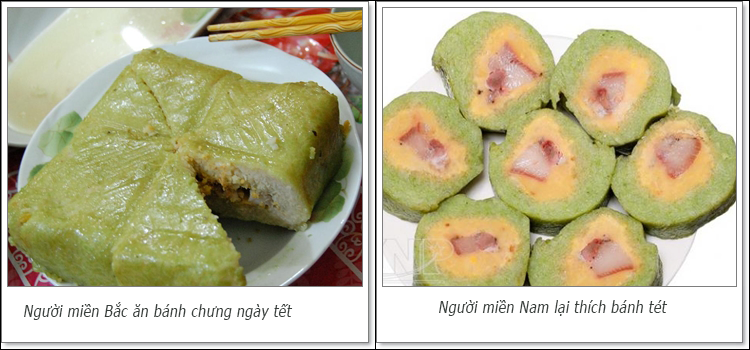 Người miền Bắc ăn bánh chưng ngày tết
Người miền Nam lại thích bánh tét